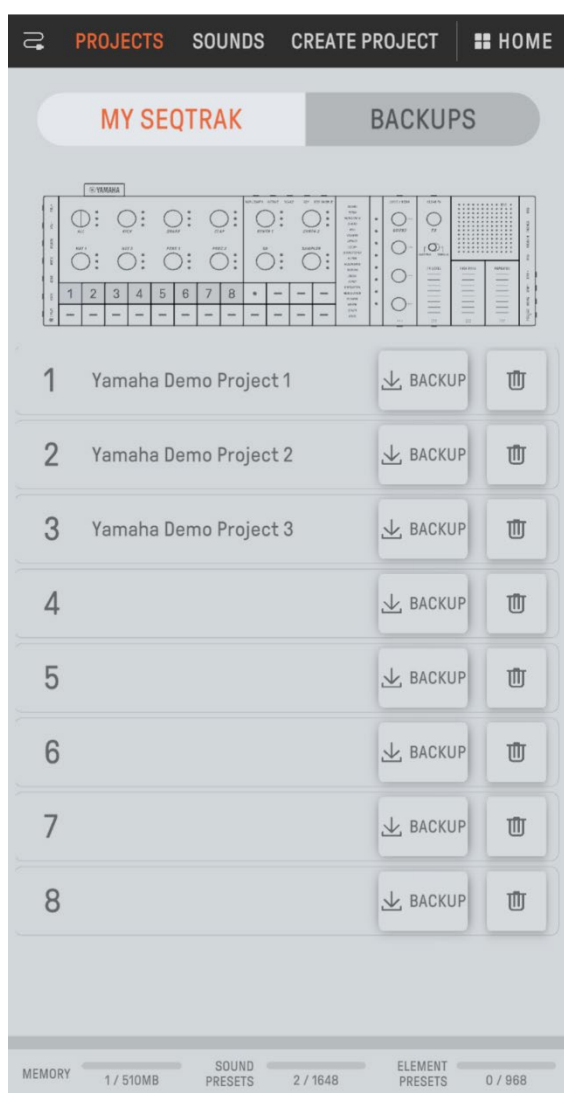 PROJECTS SOUNDS CREATE PROJECT HOME
MY SEQTRAK BACKUPS
YAMAHA
1 2 3 4 5 6 7 8
1 Yamaha Demo Project 1 BACKUP
2 Yamaha Demo Project 2 BACKUP
3 Yamaha Demo Project 3 BACKUP
4 BACKUP
5 BACKUP
6 BACKUP
7 BACKUP
8 BACKUP
MEMORY 1 / 510MB SOUND PRESETS 2 / 1648 ELEMENT PRESETS 0 / 968